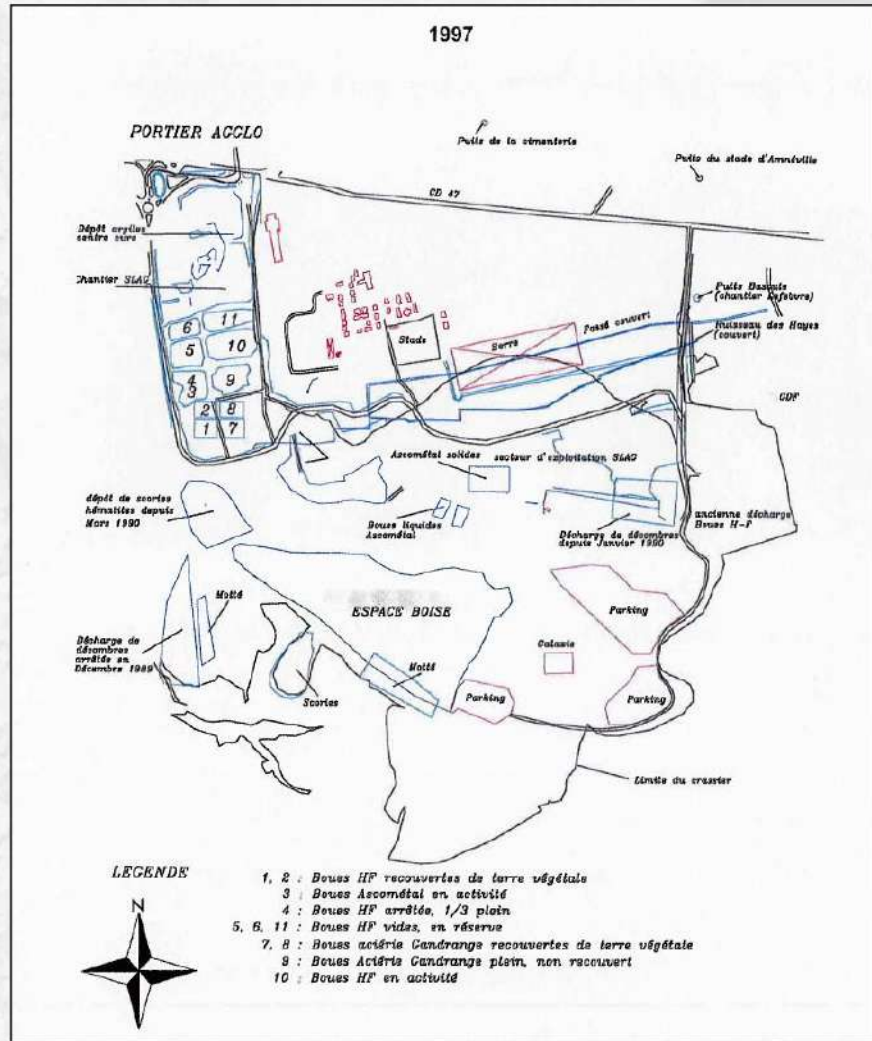 1997
PORTIER AGGLO
Puits de la cimenterie
Puits du stade d'Amnéville
CD 47
Dépôt argiles
contre cure
Chantier SLAG
Puits Bassuts
(chantier Lefebvre)
Fossé couvert
Ruisseau des Hayes
(couvert)
Serre
Stade
6
11
5
10
4
3
9
2
8
1
7
CDF
Ascométal solides
secteur d'exploitation SLAG
dépôt de scories
hématites depuis
Mars 1990
Boues liquides
Ascométal
Décharge de décombres
depuis Janvier 1990
ancienne décharge
Boues H-F
Motté
ESPACE BOISE
Parking
Décharge de
décombres
arrêtée en
Décembre 1989
Scories
Motté
Galaxie
Parking
Parking
Limite du crassier
LEGENDE
N
1, 2 : Boues HF recouvertes de terre végétale
3 : Boues Ascométal en activité
4 : Boues HF arrêtée, 1/3 plein
5, 6, 11 : Boues HF vides, en réserve
7, 8 : Boues aciérie Gandrange recouvertes de terre végétale
9 : Boues Aciérie Gandrange plein, non recouvert
10 : Boues HF en activité